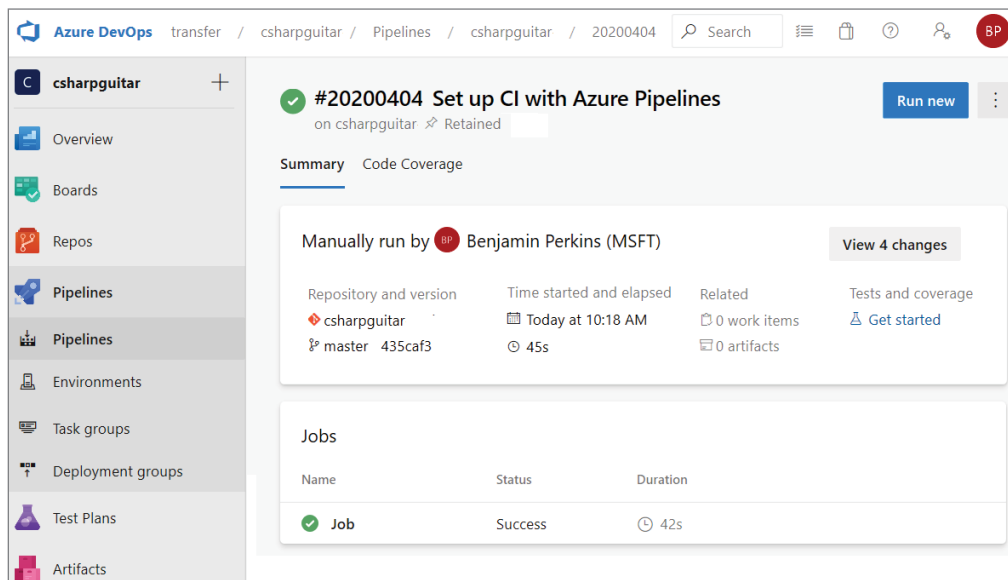 Azure DevOps transfer / csharpguitar / Pipelines / csharpguitar / 20200404 Search BP
C csharpguitar
Overview
Boards
Repos
Pipelines
Pipelines
Environments
Task groups
Deployment groups
Test Plans
Artifacts
#20200404 Set up CI with Azure Pipelines
on csharpguitar Retained
Run new
Summary Code Coverage
Manually run by BP Benjamin Perkins (MSFT)
View 4 changes
Repository and version
csharpguitar
master 435caf3
Time started and elapsed
Today at 10:18 AM
45s
Related
0 work items
0 artifacts
Tests and coverage
Get started
Jobs
Name Status Duration
Job Success 42s